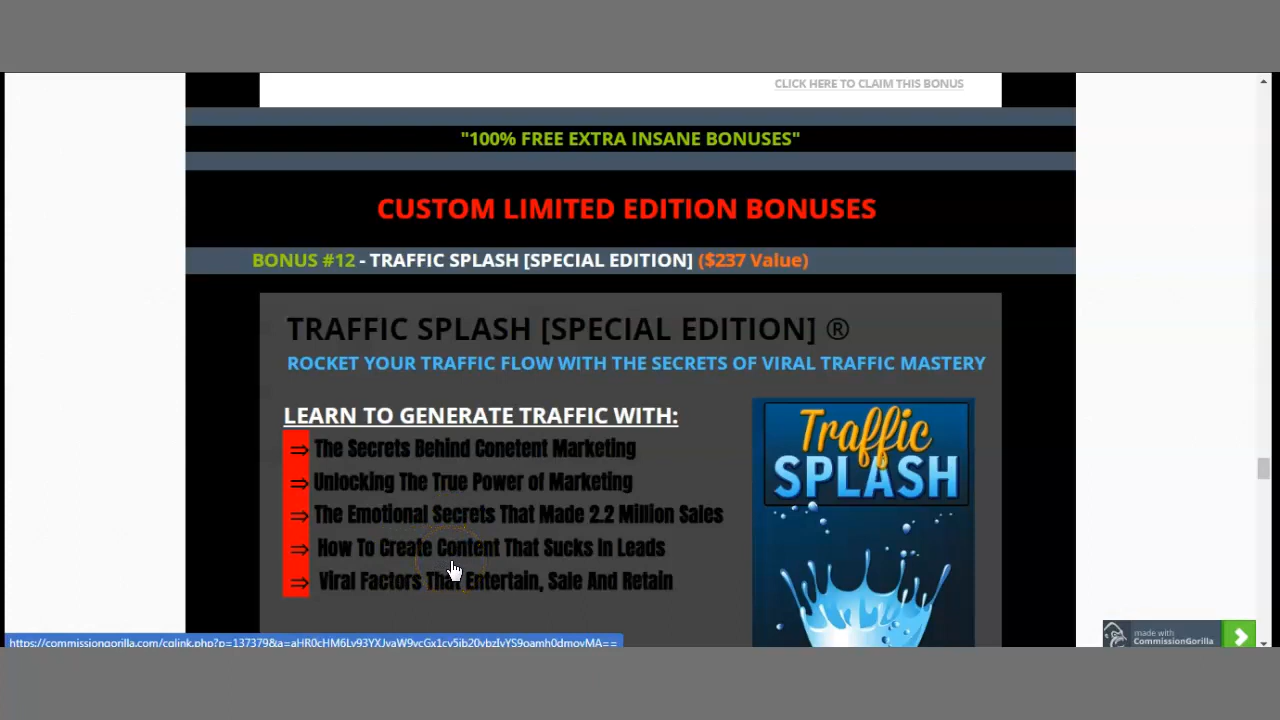 CLICK HERE TO CLAIM THIS BONUS
"100% FREE EXTRA INSANE BONUSES"
CUSTOM LIMITED EDITION BONUSES
BONUS #12 - TRAFFIC SPLASH [SPECIAL EDITION] ($237 Value)
TRAFFIC SPLASH [SPECIAL EDITION] ®
ROCKET YOUR TRAFFIC FLOW WITH THE SECRETS OF VIRAL TRAFFIC MASTERY
LEARN TO GENERATE TRAFFIC WITH:
⇒ The Secrets Behind Conetent Marketing
⇒ Unlocking The True Power of Marketing
⇒ The Emotional Secrets That Made 2.2 Million Sales
⇒ How To Create Content That Sucks In Leads
⇒ Viral Factors That Entertain, Sale And Retain
Traffic
SPLASH
made with
CommissionGorilla